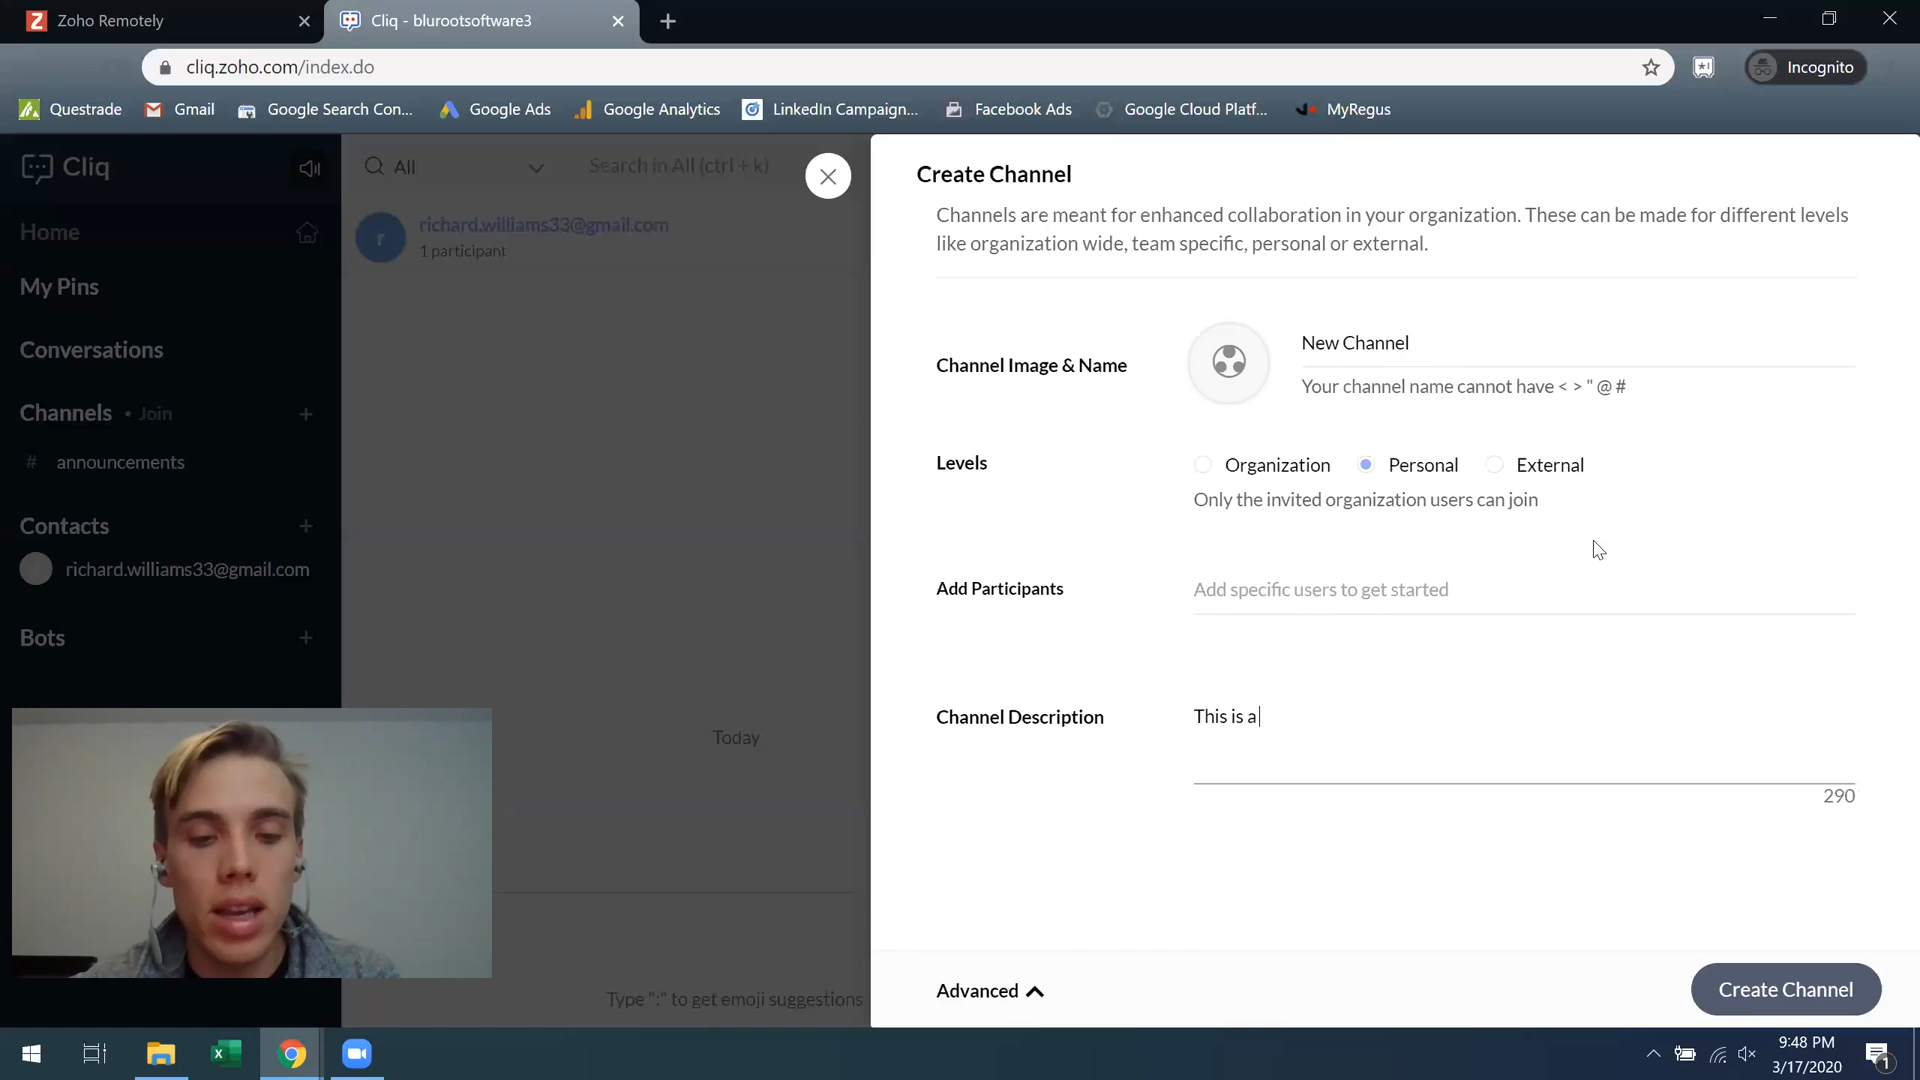 Zoho Remotely
Cliq - blurootsoftware3
cliq.zoho.com/index.do
Incognito
Questrade
Gmail
Google Search Con...
Google Ads
Google Analytics
LinkedIn Campaign...
Facebook Ads
Google Cloud Platf...
MyRegus
Cliq
Home
My Pins
Conversations
Channels • Join +
# announcements
Contacts +
richard.williams33@gmail.com
Bots +
All
Search in All (ctrl + k)
r
richard.williams33@gmail.com
1 participant
Today
Type ":" to get emoji suggestions
Create Channel
Channels are meant for enhanced collaboration in your organization. These can be made for different levels
like organization wide, team specific, personal or external.
Channel Image & Name
New Channel
Your channel name cannot have < > " @ #
Levels
Organization
Personal
External
Only the invited organization users can join
Add Participants
Add specific users to get started
Channel Description
This is a
290
Advanced
Create Channel
9:48 PM
3/17/2020
1